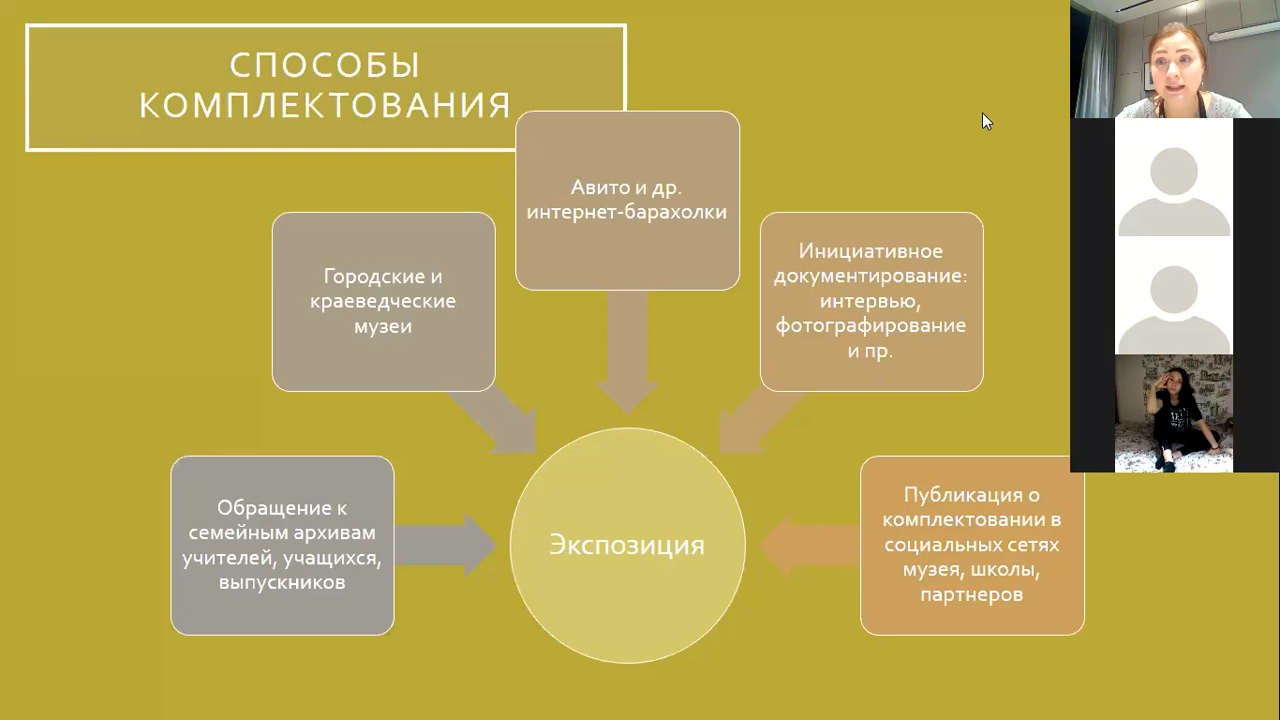 СПОСОБЫ
КОМПЛЕКТОВАНИЯ
Обращение к
семейным архивам
учителей, учащихся,
выпускников
Городские и
краеведческие
музеи
Авито и др.
интернет-барахолки
Инициативное
документирование:
интервью,
фотографирование
и пр.
Публикация о
комплектовании в
социальных сетях
музея, школы,
партнеров
Экспозиция